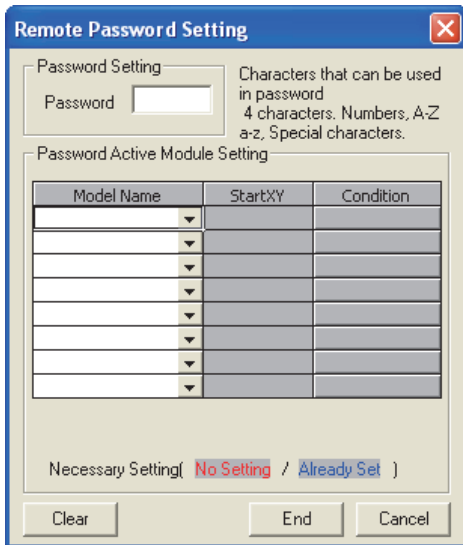 Remote Password Setting
Password Setting
Password
Characters that can be used
in password
4 characters. Numbers, A-Z
a-z, Special characters.
Password Active Module Setting
Model Name StartXY Condition
Necessary Setting( No Setting / Already Set )
Clear End Cancel